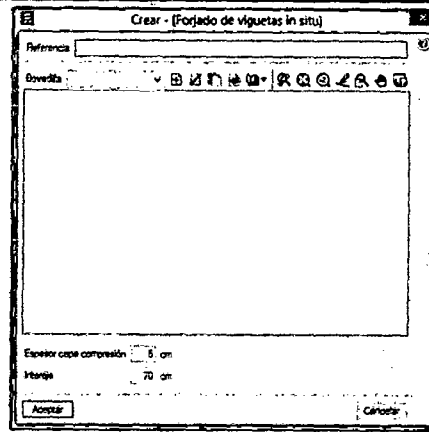 Crear - [Forjado de viguetas in situ]
Referencia
Bovedilla
Espesor capa compresión 5 cm
Intereje 70 cm
Aceptar Cancelar